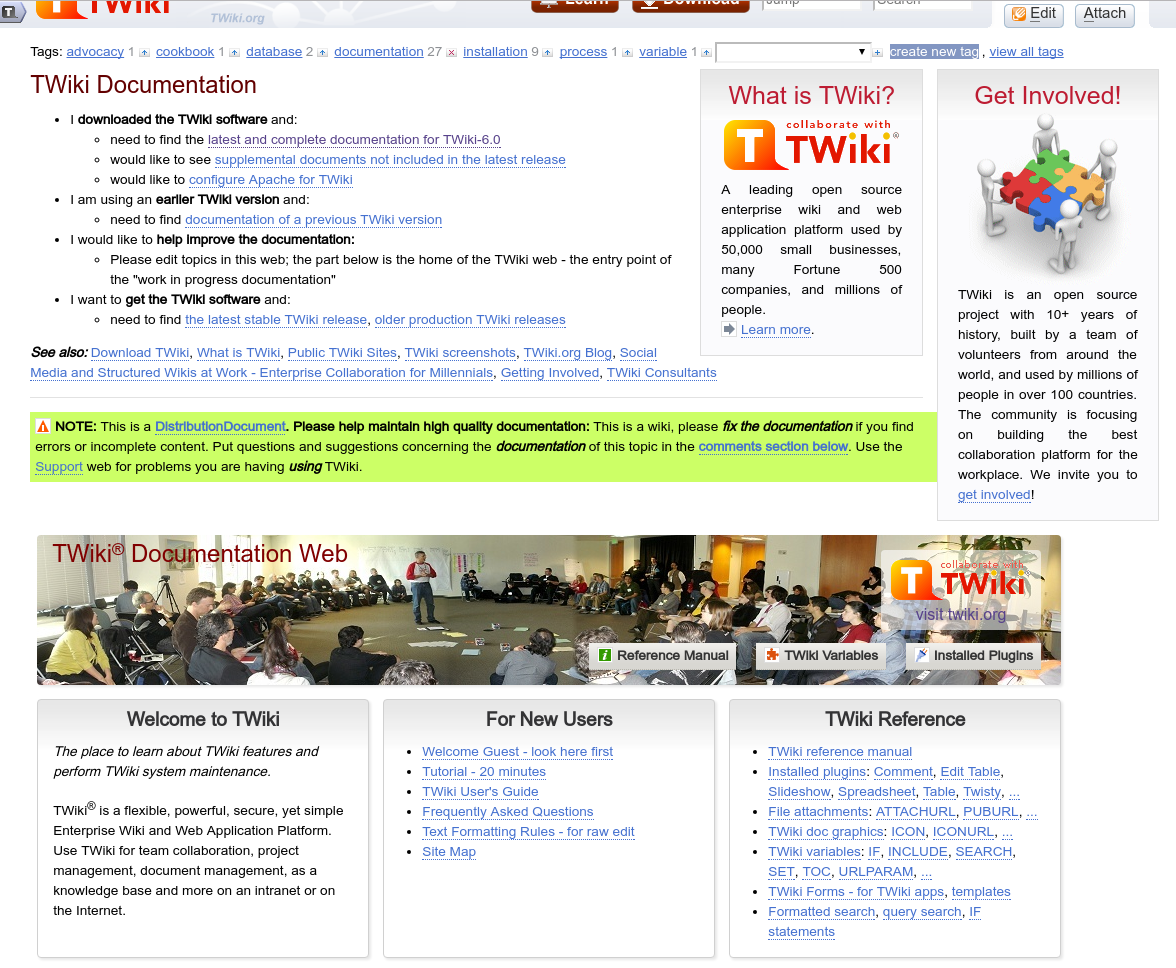 T
TWiki
TWiki.org
Learn
Download
Jump
Search
Edit
Attach
Tags: advocacy 1 cookbook 1 database 2 documentation 27 installation 9 process 1 variable 1 create new tag, view all tags
TWiki Documentation
I downloaded the TWiki software and:
need to find the latest and complete documentation for TWiki-6.0
would like to see supplemental documents not included in the latest release
would like to configure Apache for TWiki
I am using an earlier TWiki version and:
need to find documentation of a previous TWiki version
I would like to help improve the documentation:
Please edit topics in this web; the part below is the home of the TWiki web - the entry point of
the "work in progress documentation"
I want to get the TWiki software and:
need to find the latest stable TWiki release, older production TWiki releases
See also: Download TWiki, What is TWiki, Public TWiki Sites, TWiki screenshots, TWiki.org Blog, Social
Media and Structured Wikis at Work - Enterprise Collaboration for Millennials, Getting Involved, TWiki Consultants
What is TWiki?
collaborate with
T TWiki®
A leading open source
enterprise wiki and web
application platform used by
50,000 small businesses,
many Fortune 500
companies, and millions of
people.
Learn more.
Get Involved!
TWiki is an open source
project with 10+ years of
history, built by a team of
volunteers from around the
world, and used by millions of
people in over 100 countries.
The community is focusing
on building the best
collaboration platform for the
workplace. We invite you to
get involved!
NOTE: This is a DistributionDocument. Please help maintain high quality documentation: This is a wiki, please fix the documentation if you find
errors or incomplete content. Put questions and suggestions concerning the documentation of this topic in the comments section below. Use the
Support web for problems you are having using TWiki.
TWiki® Documentation Web
collaborate with
T TWiki®
visit twiki.org
Reference Manual
TWiki Variables
Installed Plugins
Welcome to TWiki
The place to learn about TWiki features and
perform TWiki system maintenance.
TWiki® is a flexible, powerful, secure, yet simple
Enterprise Wiki and Web Application Platform.
Use TWiki for team collaboration, project
management, document management, as a
knowledge base and more on an intranet or on
the Internet.
For New Users
Welcome Guest - look here first
Tutorial - 20 minutes
TWiki User's Guide
Frequently Asked Questions
Text Formatting Rules - for raw edit
Site Map
TWiki Reference
TWiki reference manual
Installed plugins: Comment, Edit Table,
Slideshow, Spreadsheet, Table, Twisty, ...
File attachments: ATTACHURL, PUBURL, ...
TWiki doc graphics: ICON, ICONURL, ...
TWiki variables: IF, INCLUDE, SEARCH,
SET, TOC, URLPARAM, ...
TWiki Forms - for TWiki apps, templates
Formatted search, query search, IF
statements